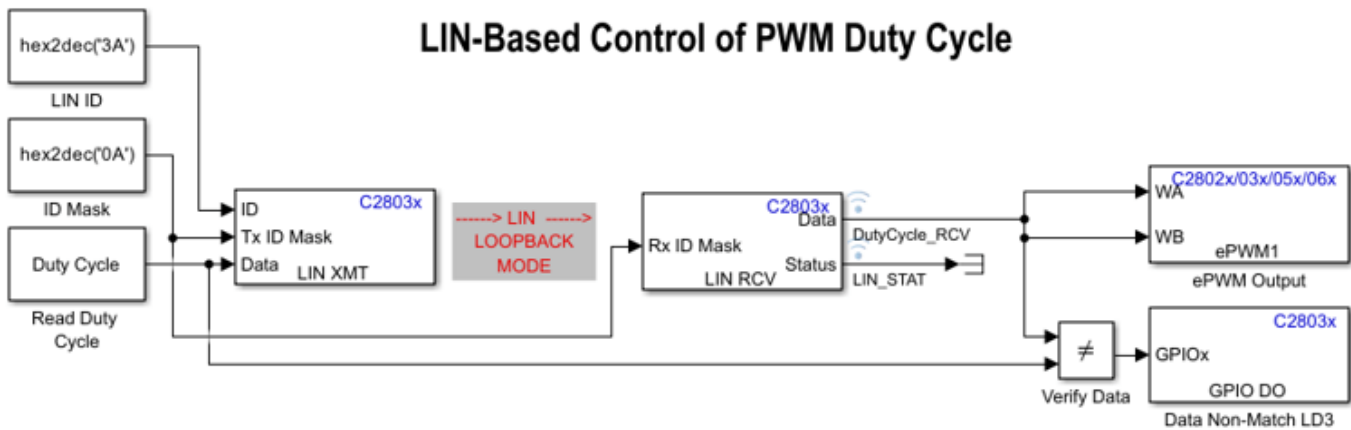 LIN-Based Control of PWM Duty Cycle
hex2dec('3A')
LIN ID
hex2dec('0A')
ID Mask
Duty Cycle
Read Duty
Cycle
C2803x
ID
Tx ID Mask
Data
LIN XMT
------> LIN ------>
LOOPBACK
MODE
C2803x
Data
Rx ID Mask
Status
LIN RCV
DutyCycle_RCV
LIN_STAT
C2802x/03x/05x/06x
WA
WB
ePWM1
ePWM Output
≠
Verify Data
C2803x
GPIOx
GPIO DO
Data Non-Match LD3